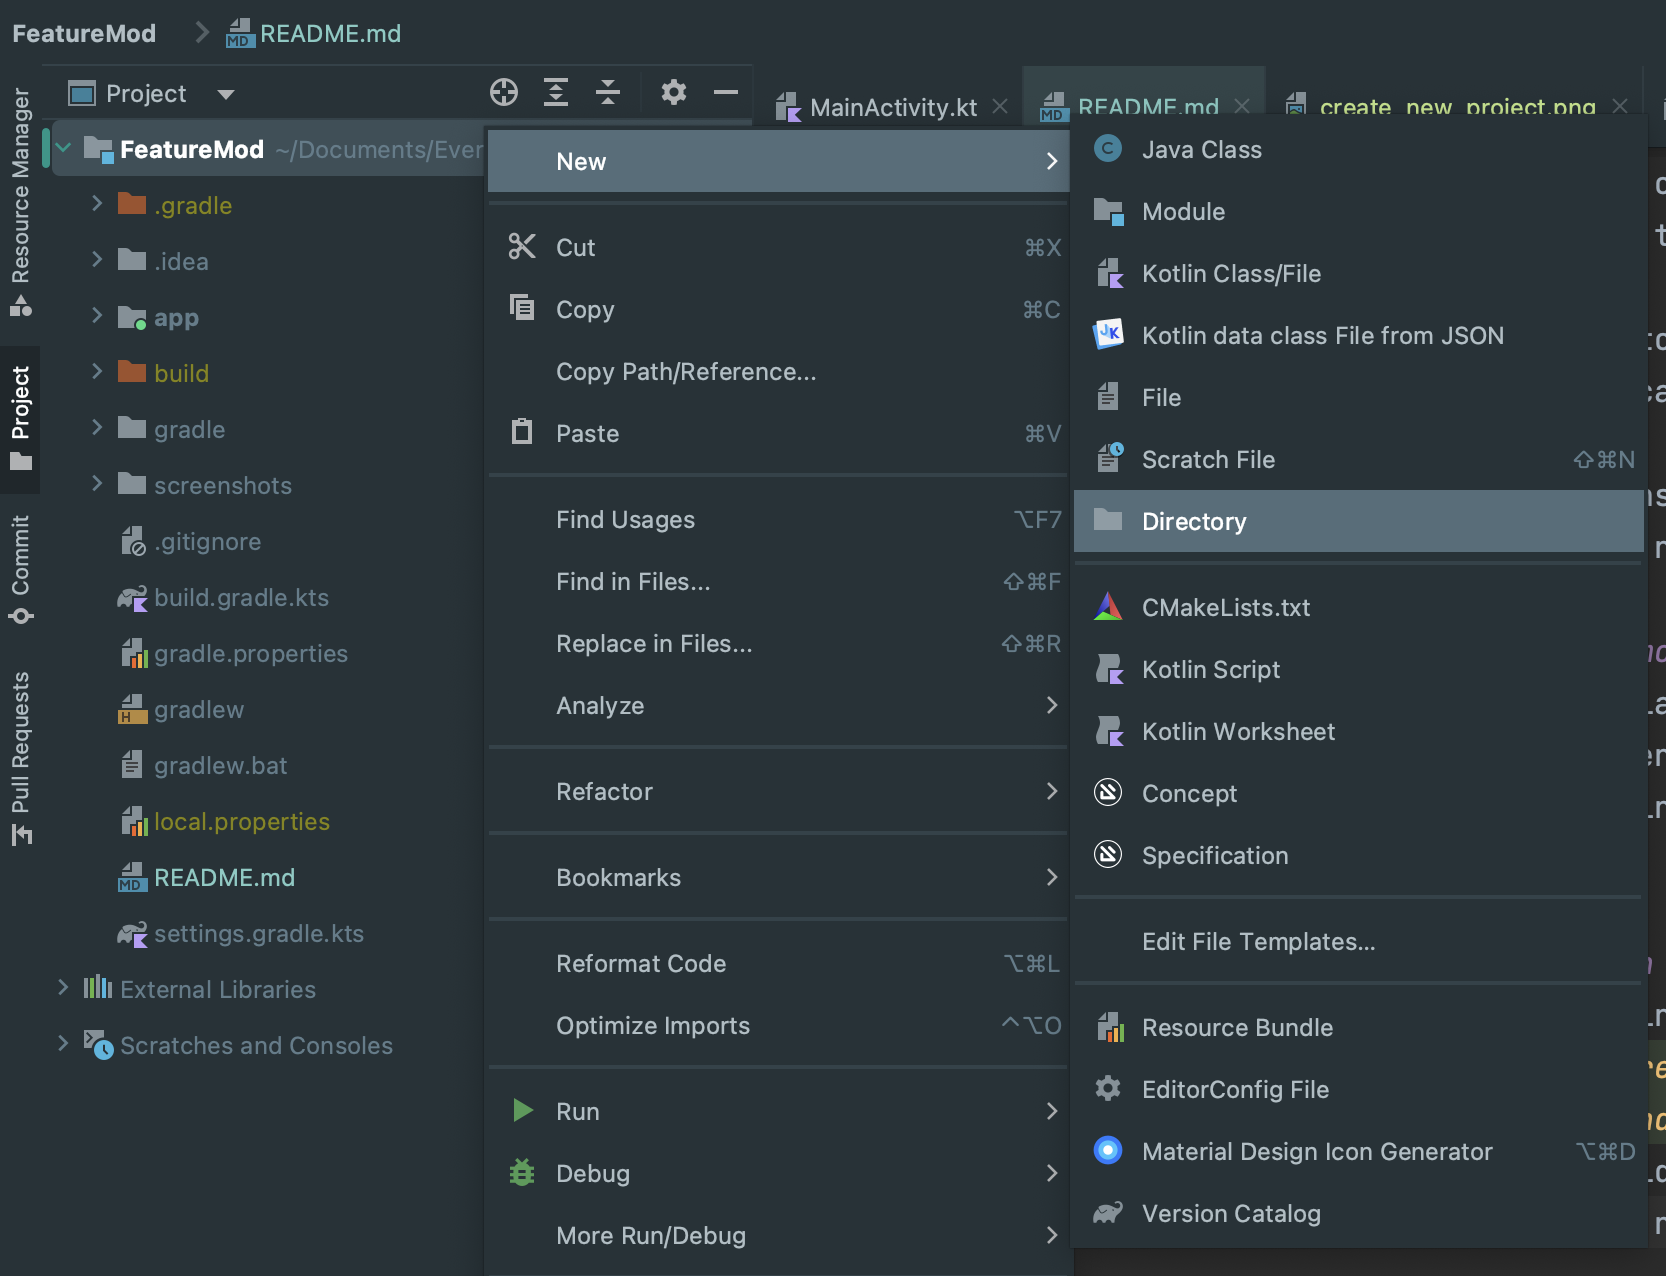 FeatureMod
README.md
Resource Manager
Project
Commit
Pull Requests
Project
FeatureMod ~/Documents/Ever
.gradle
.idea
app
build
gradle
screenshots
.gitignore
build.gradle.kts
gradle.properties
gradlew
gradlew.bat
local.properties
README.md
settings.gradle.kts
External Libraries
Scratches and Consoles
MainActivity.kt
README.md
create_new_project.png
New
Cut ⌘X
Copy ⌘C
Copy Path/Reference...
Paste ⌘V
Find Usages ⌥F7
Find in Files... ⇧⌘F
Replace in Files... ⇧⌘R
Analyze
Refactor
Bookmarks
Reformat Code ⌥⌘L
Optimize Imports ^⌥O
Run
Debug
More Run/Debug
Java Class
Module
Kotlin Class/File
Kotlin data class File from JSON
File
Scratch File ⇧⌘N
Directory
CMakeLists.txt
Kotlin Script
Kotlin Worksheet
Concept
Specification
Edit File Templates...
Resource Bundle
EditorConfig File
Material Design Icon Generator ⌥⌘D
Version Catalog